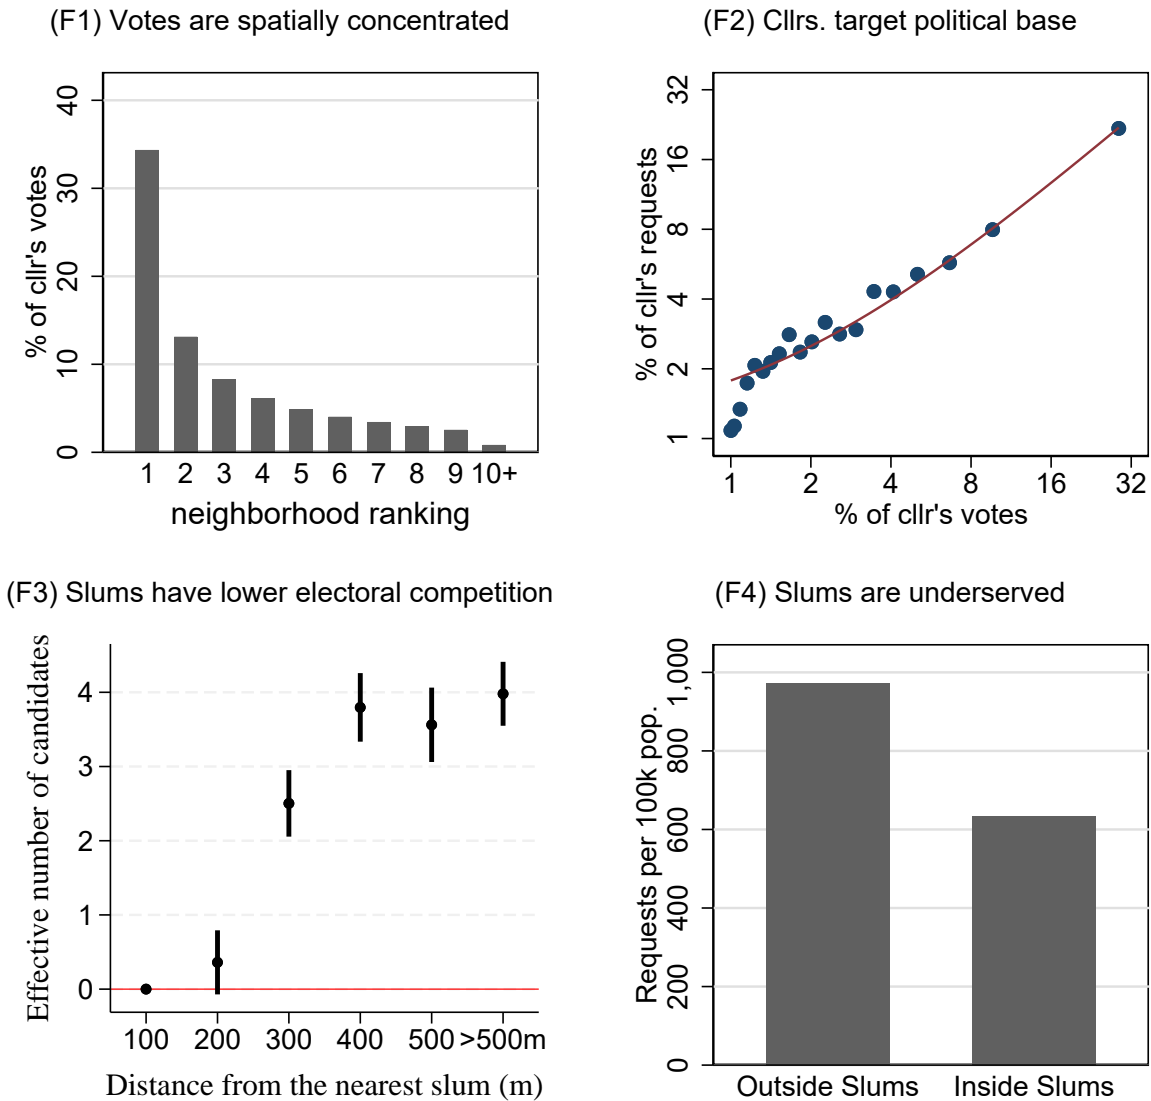 (F1) Votes are spatially concentrated
% of cllr's votes
40
30
20
10
0
1 2 3 4 5 6 7 8 9 10+
neighborhood ranking
(F2) Cllrs. target political base
% of cllr's requests
32
16
8
4
2
1
1 2 4 8 16 32
% of cllr's votes
(F3) Slums have lower electoral competition
Effective number of candidates
4
3
2
1
0
100 200 300 400 500 >500m
Distance from the nearest slum (m)
(F4) Slums are underserved
Requests per 100k pop.
1,000
800
600
400
200
0
Outside Slums Inside Slums